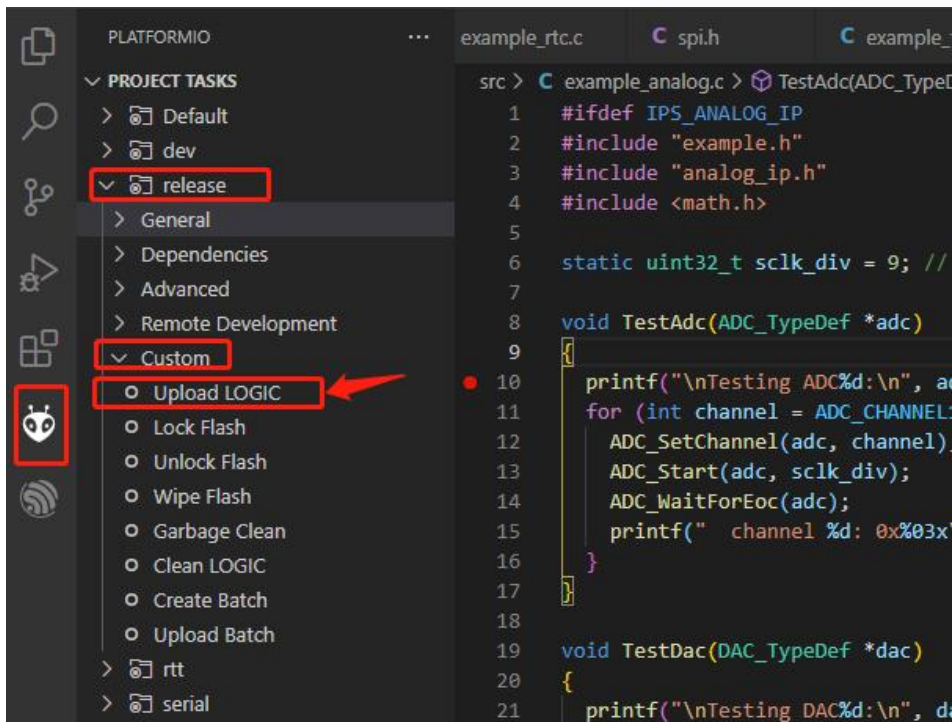 PLATFORMIO
PROJECT TASKS
Default
dev
release
General
Dependencies
Advanced
Remote Development
Custom
Upload LOGIC
Lock Flash
Unlock Flash
Wipe Flash
Garbage Clean
Clean LOGIC
Create Batch
Upload Batch
rtt
serial
example_rtc.c C spi.h C example_
src > C example_analog.c > TestAdc(ADC_TypeD
1 #ifdef IPS_ANALOG_IP
2 #include "example.h"
3 #include "analog_ip.h"
4 #include <math.h>
5
6 static uint32_t sclk_div = 9; //
7
8 void TestAdc(ADC_TypeDef *adc)
9 {
10 printf("\nTesting ADC%d:\n", ad
11 for (int channel = ADC_CHANNEL
12 ADC_SetChannel(adc, channel)
13 ADC_Start(adc, sclk_div);
14 ADC_WaitForEoc(adc);
15 printf("  channel %d: 0x%03x
16 }
17 }
18
19 void TestDac(DAC_TypeDef *dac)
20 {
21 printf("\nTesting DAC%d:\n", da